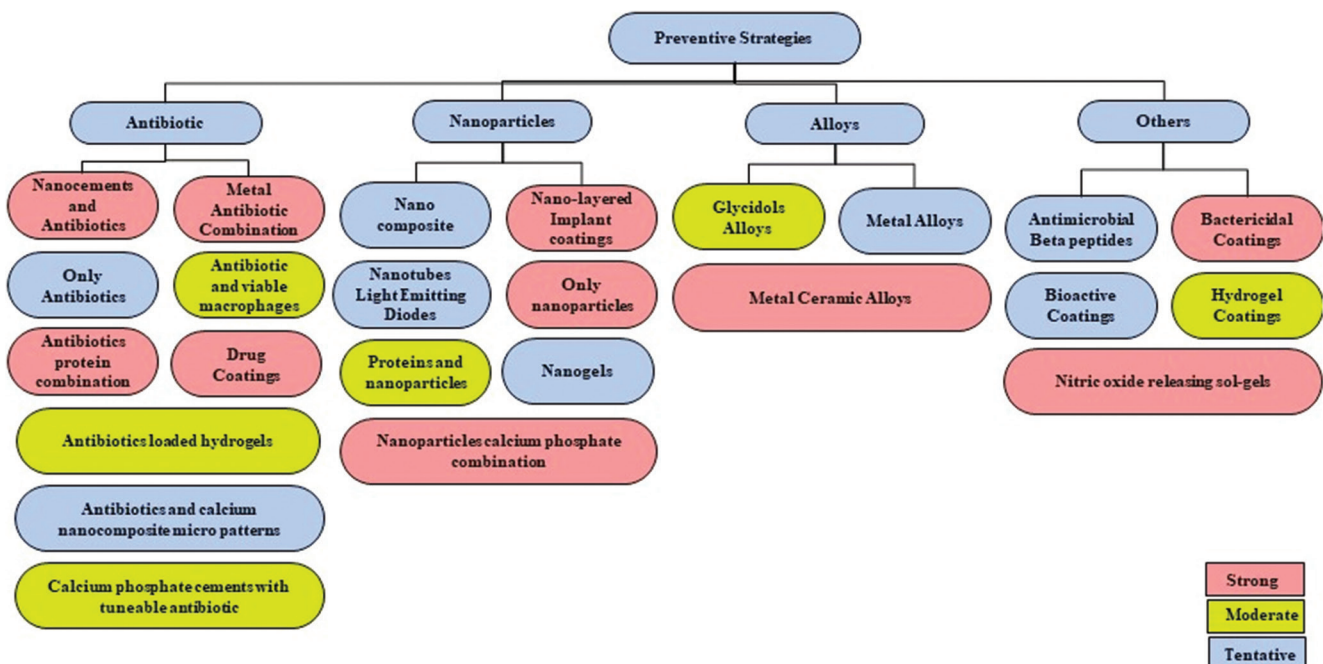 Preventive Strategies
Antibiotic
Nanoparticles
Alloys
Others
Nanocements
and
Antibiotics
Metal
Antibiotic
Combination
Only
Antibiotics
Antibiotic
and viable
macrophages
Antibiotics
protein
combination
Drug
Coatings
Antibiotics loaded hydrogels
Antibiotics and calcium
nanocomposite micro patterns
Calcium phosphate cements with
tuneable antibiotic
Nano
composite
Nano-layered
Implant
coatings
Nanotubes
Light Emitting
Diodes
Only
nanoparticles
Proteins and
nanoparticles
Nanogels
Nanoparticles calcium phosphate
combination
Glycidols
Alloys
Metal Alloys
Metal Ceramic Alloys
Antimicrobial
Beta peptides
Bactericidal
Coatings
Bioactive
Coatings
Hydrogel
Coatings
Nitric oxide releasing sol-gels
Strong
Moderate
Tentative